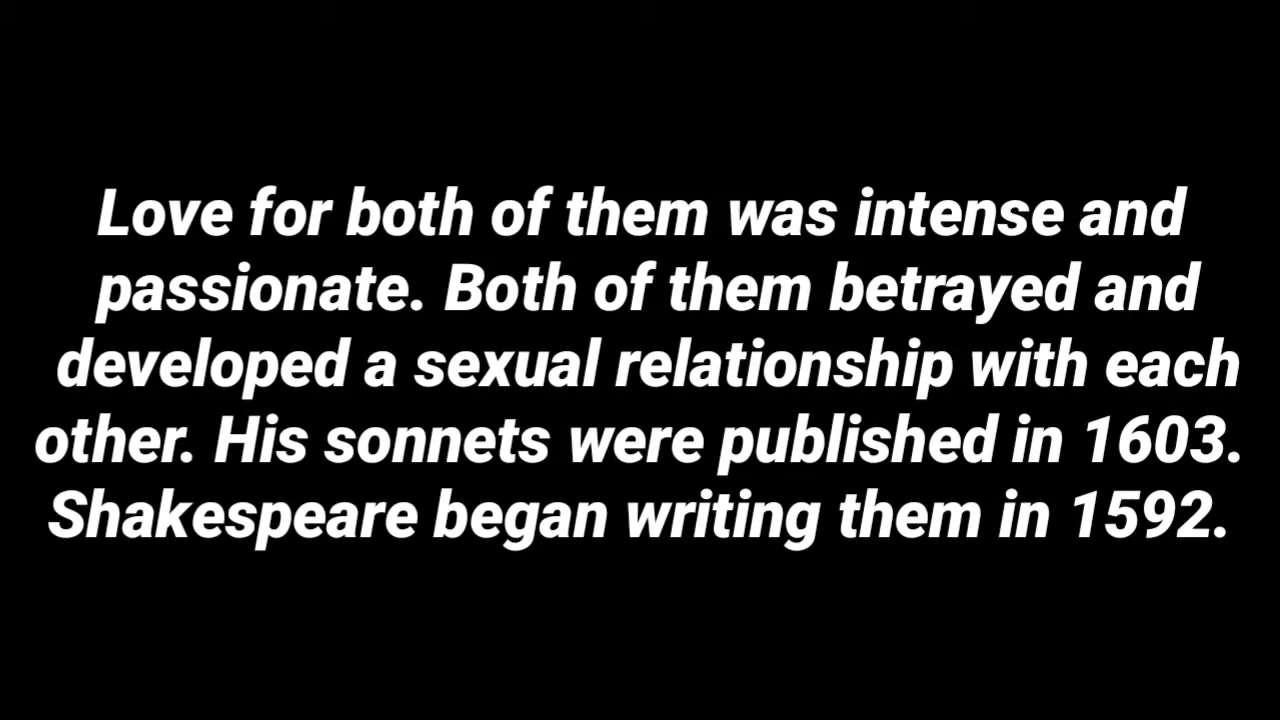 Love for both of them was intense and
passionate. Both of them betrayed and
developed a sexual relationship with each
other. His sonnets were published in 1603.
Shakespeare began writing them in 1592.